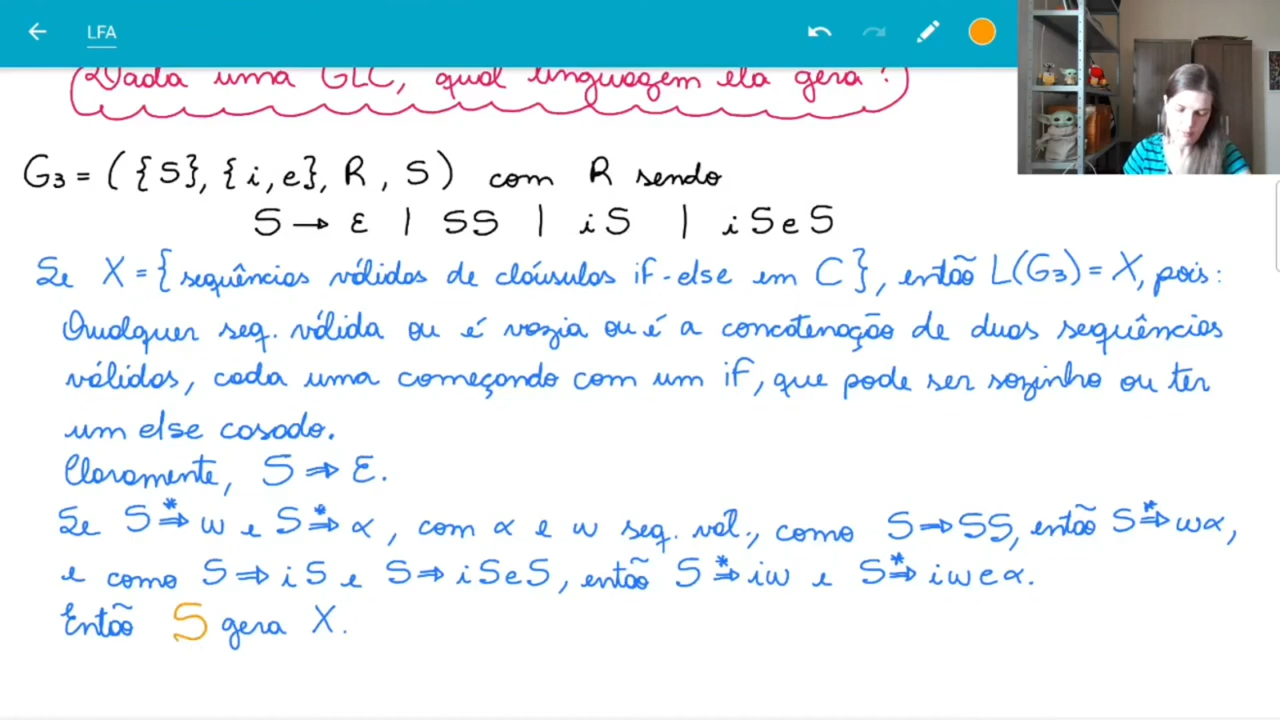 LFA
Dada uma GLC, qual linguagem ela gera?
G₃ = ({S}, {i, e}, R, S) com R sendo
S → ε | SS | iS | iSeS
Se X = {sequências válidas de cláusulas if-else em C}, então L(G₃) = X, pois:
Qualquer seq. válida ou é vazia ou é a concatenação de duas sequências
válidas, cada uma começando com um if, que pode ser sozinho ou ter
um else casado.
Claramente, S ⇒ ε.
Se S ⇒* w e S ⇒* α, com α e w seq. vál., como S ⇒ SS, então S ⇒* wα,
e como S ⇒ iS e S ⇒ iSeS, então S ⇒* iw e S ⇒* iweα.
Então S gera X.